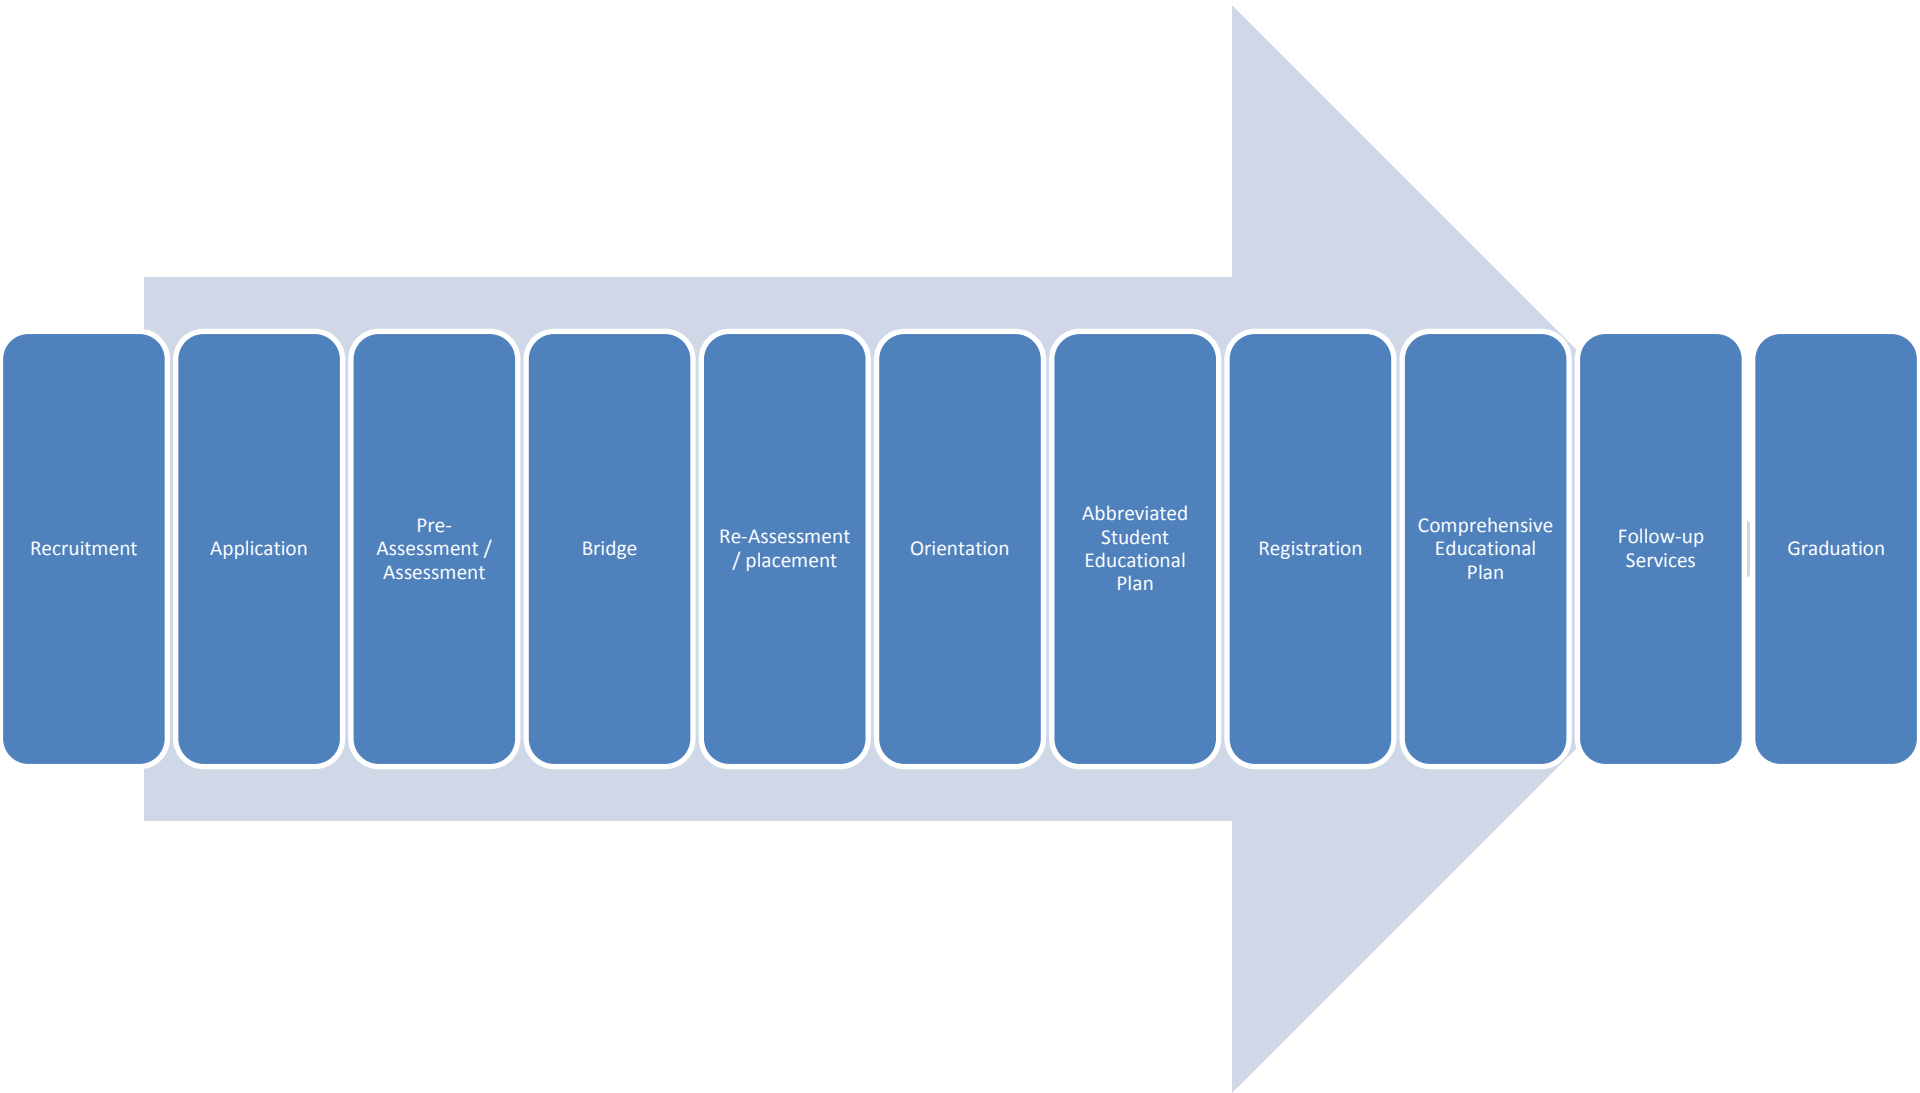 Recruitment
Application
Pre-
Assessment /
Assessment
Bridge
Re-Assessment
/ placement
Orientation
Abbreviated
Student
Educational
Plan
Registration
Comprehensive
Educational
Plan
Follow-up
Services
Graduation